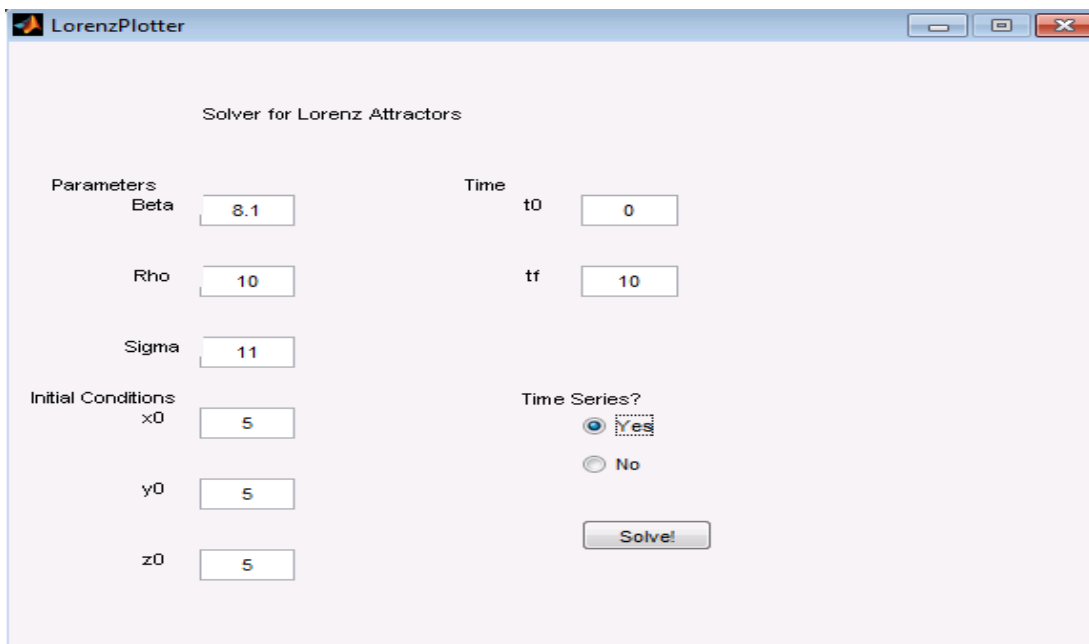 LorenzPlotter
Solver for Lorenz Attractors
Parameters
Beta 8.1
Rho 10
Sigma 11
Initial Conditions
x0 5
y0 5
z0 5
Time
t0 0
tf 10
Time Series?
Yes
No
Solve!